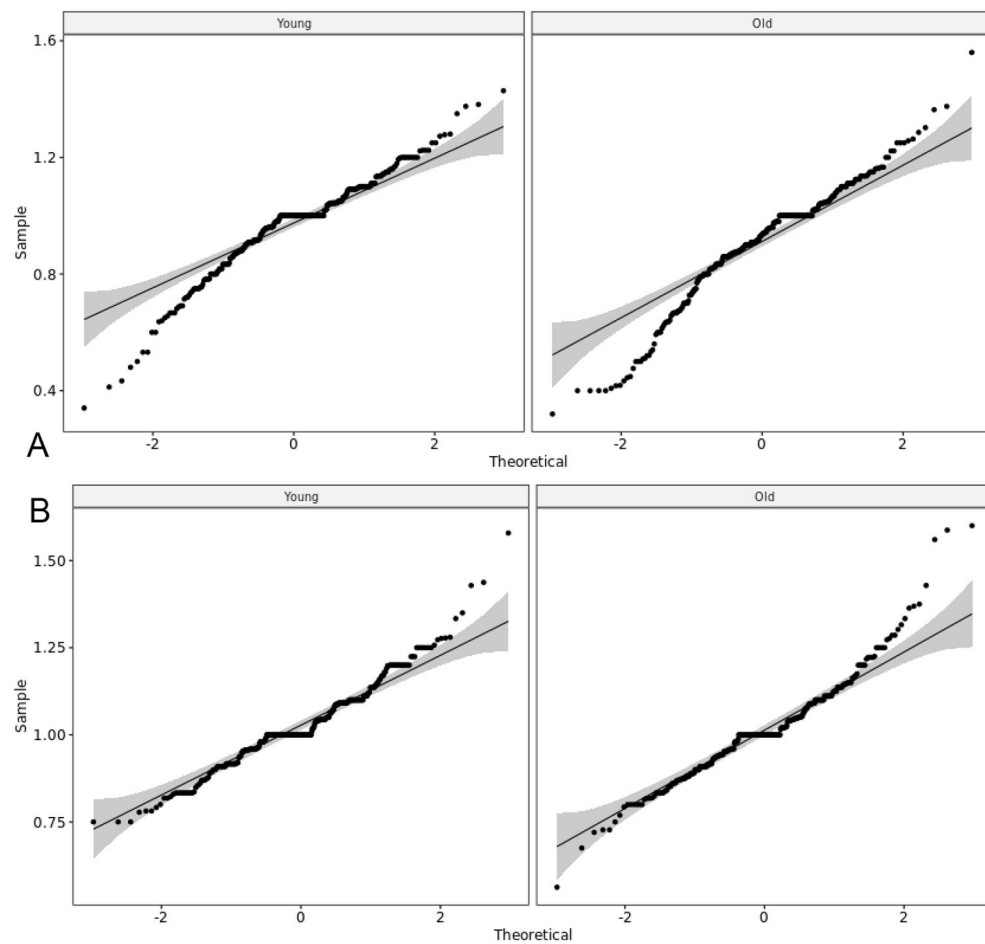 Young Old
1.6
1.2
Sample
0.8
0.4
-2 0 2 -2 0 2
A
Theoretical
B
Young Old
1.50
1.25
Sample
1.00
0.75
-2 0 2 -2 0 2
Theoretical